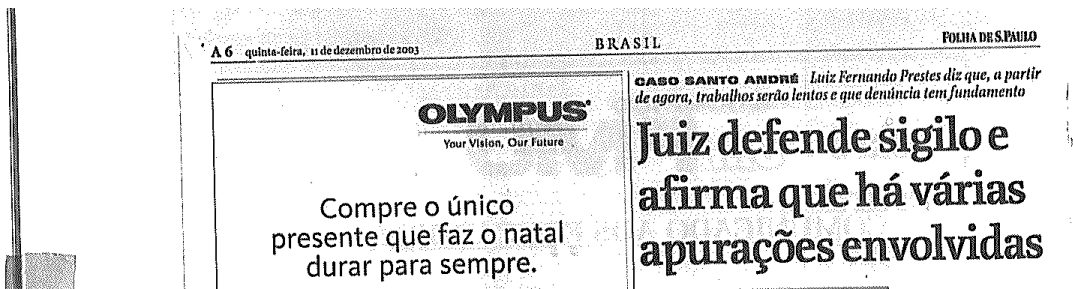 A 6 quinta-feira, 11 de dezembro de 2003
BRASIL
FOLHA DE S.PAULO
OLYMPUS
Your Vision, Our Future
Compre o único
presente que faz o natal
durar para sempre.
CASO SANTO ANDRÉ Luiz Fernando Prestes diz que, a partir
de agora, trabalhos serão lentos e que denúncia tem fundamento
Juiz defende sigilo e
afirma que há várias
apurações envolvidas